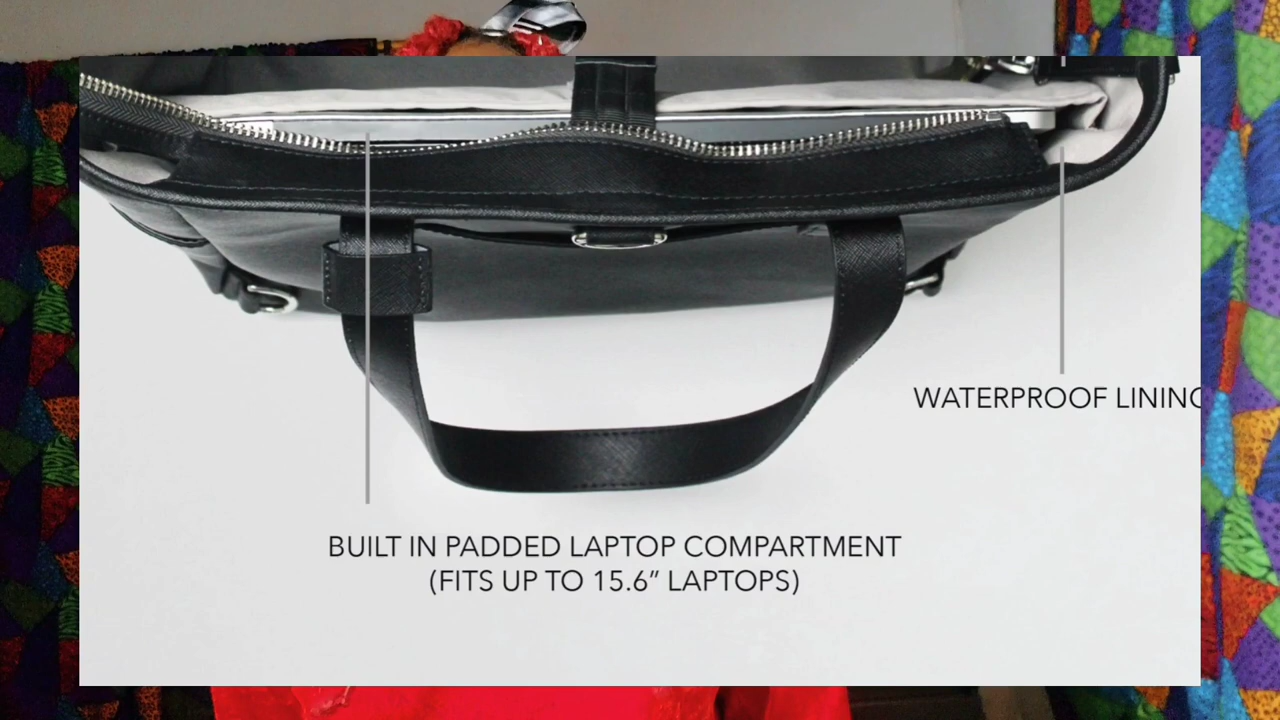 WATERPROOF LINING
BUILT IN PADDED LAPTOP COMPARTMENT
(FITS UP TO 15.6” LAPTOPS)